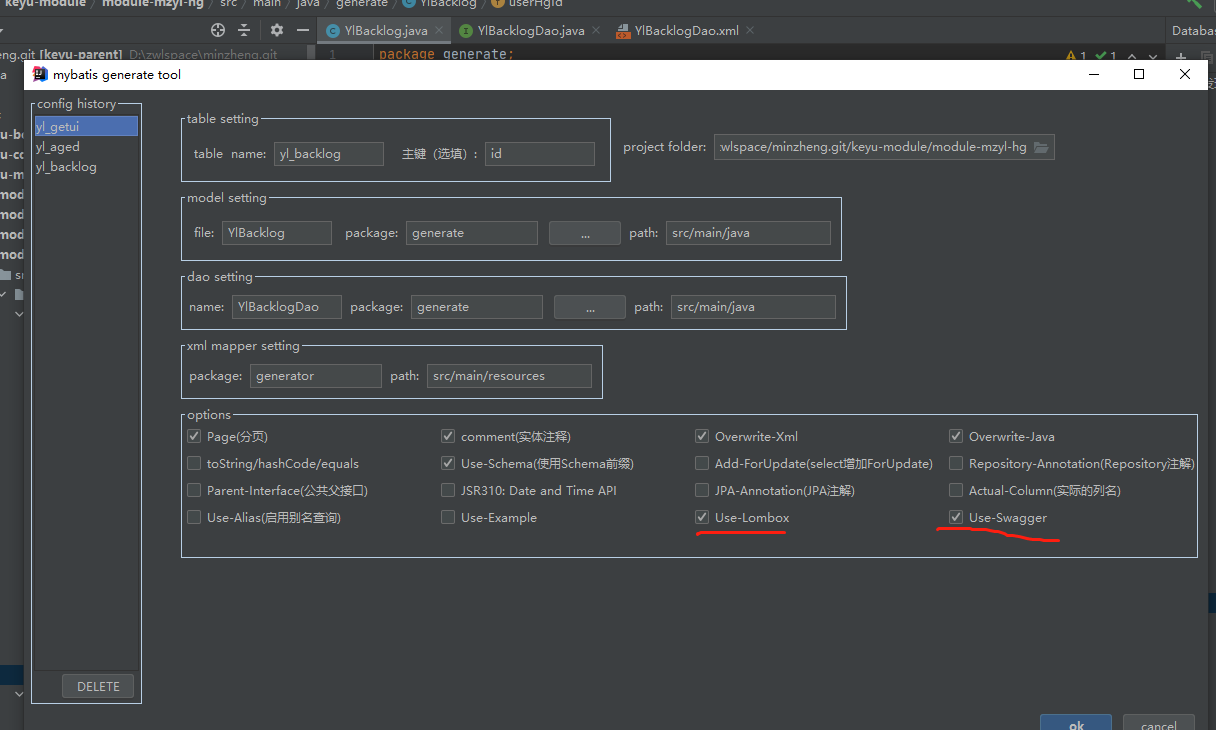 keyu-module / module-mzyl-hg / src / main / java / generate / YlBacklog / userHgId
YlBacklog.java YlBacklogDao.java YlBacklogDao.xml Databas
eng.git [keyu-parent] D:\zwlspace\minzheng.git 1 package generate; 1 1
mybatis generate tool
config history
yl_getui
yl_aged
yl_backlog
DELETE
table setting
table name: yl_backlog 主键（选填）: id
project folder: wlspace/minzheng.git/keyu-module/module-mzyl-hg
model setting
file: YlBacklog package: generate ... path: src/main/java
dao setting
name: YlBacklogDao package: generate ... path: src/main/java
xml mapper setting
package: generator path: src/main/resources
options
Page(分页) comment(实体注释) Overwrite-Xml Overwrite-Java
toString/hashCode/equals Use-Schema(使用Schema前缀) Add-ForUpdate(select增加ForUpdate) Repository-Annotation(Repository注解)
Parent-Interface(公共父接口) JSR310: Date and Time API JPA-Annotation(JPA注解) Actual-Column(实际的列名)
Use-Alias(启用别名查询) Use-Example Use-Lombox Use-Swagger
ok cancel